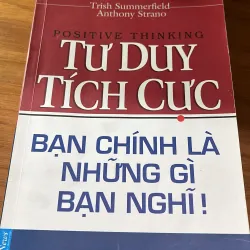 Trish Summerfield
Anthony Strano
POSITIVE THINKING
TƯ DUY
TÍCH CỰC
BẠN CHÍNH LÀ
NHỮNG GÌ
BẠN NGHĨ!